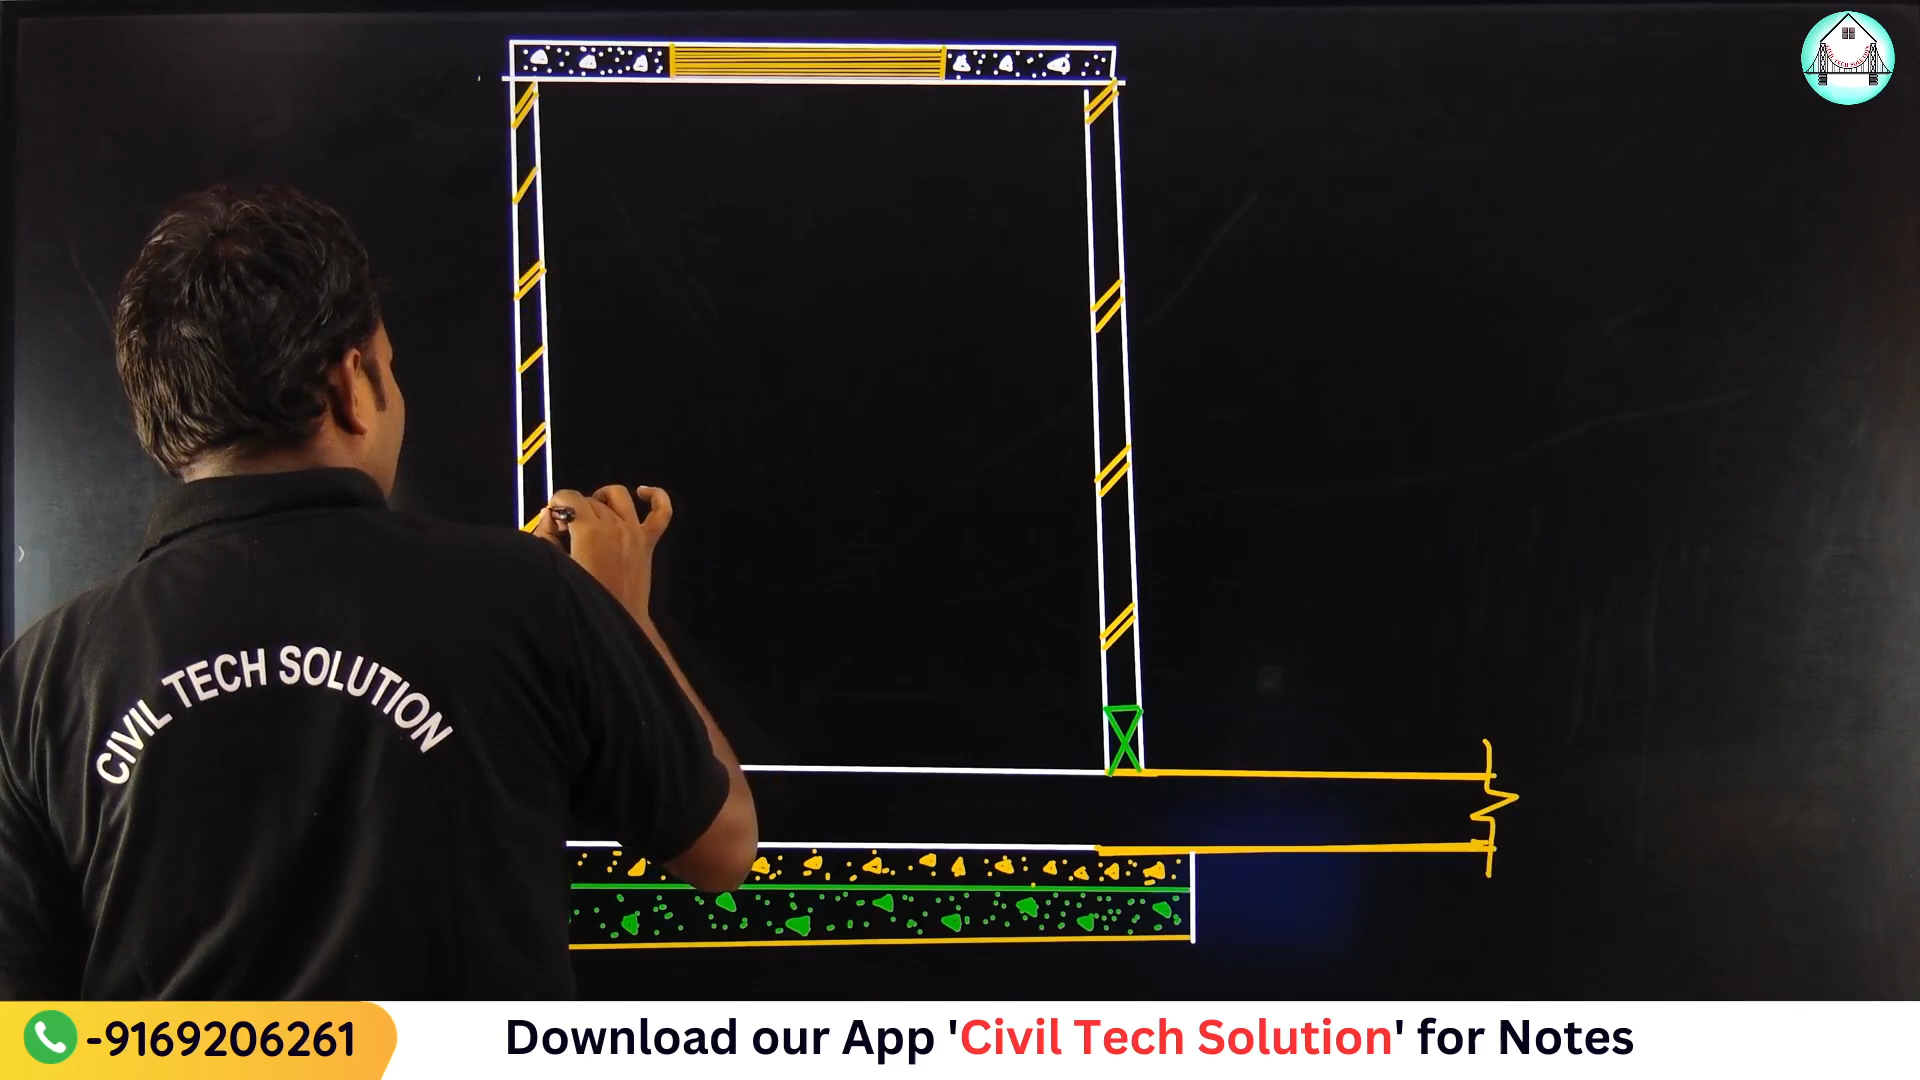 CIVIL TECH SOLUTION
-9169206261
Download our App 'Civil Tech Solution' for Notes